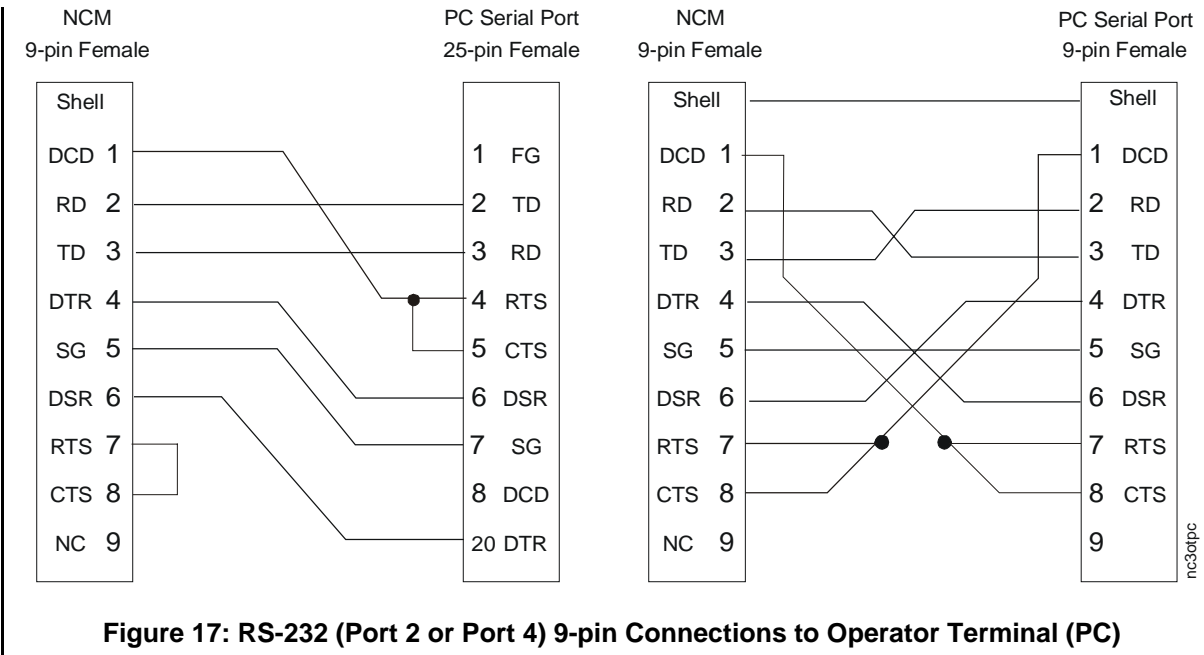 NCM
9-pin Female
PC Serial Port
25-pin Female
Shell
DCD 1
RD 2
TD 3
DTR 4
SG 5
DSR 6
RTS 7
CTS 8
NC 9
1 FG
2 TD
3 RD
4 RTS
5 CTS
6 DSR
7 SG
8 DCD
20 DTR
NCM
9-pin Female
PC Serial Port
9-pin Female
Shell
DCD 1
RD 2
TD 3
DTR 4
SG 5
DSR 6
RTS 7
CTS 8
NC 9
Shell
1 DCD
2 RD
3 TD
4 DTR
5 SG
6 DSR
7 RTS
8 CTS
9
nc3otpc
Figure 17: RS-232 (Port 2 or Port 4) 9-pin Connections to Operator Terminal (PC)